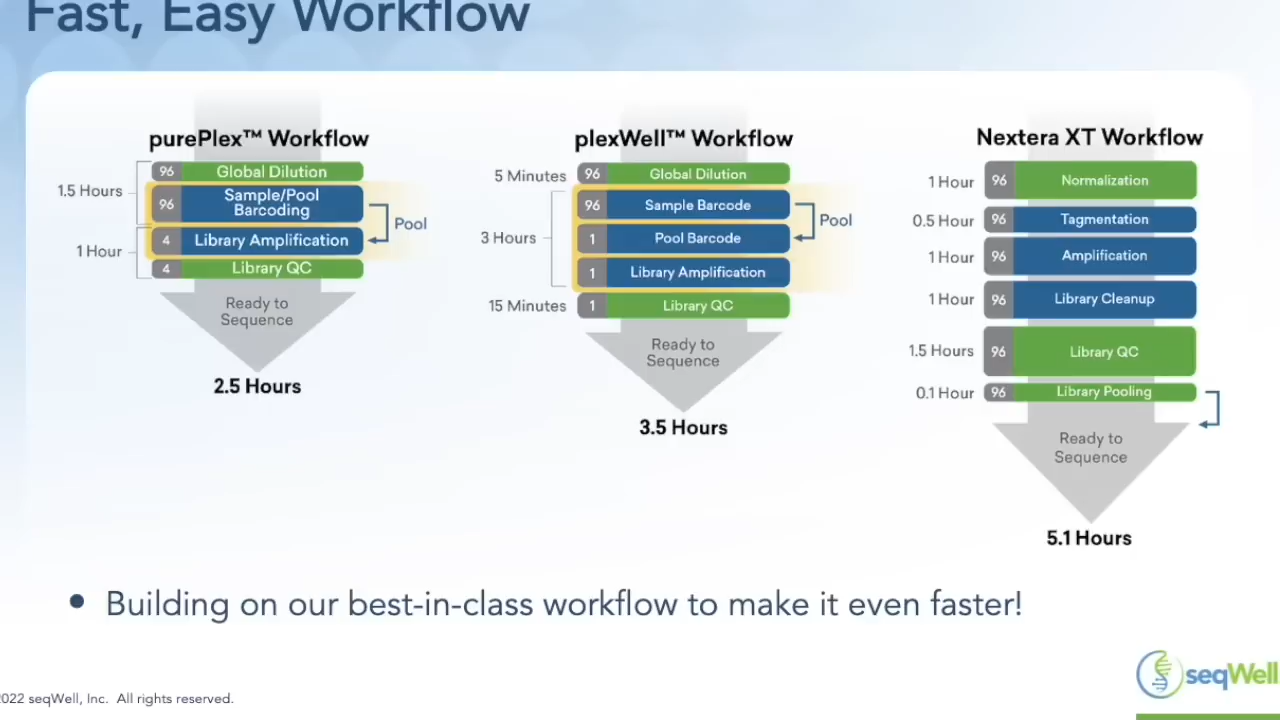 Fast, Easy Workflow
purePlex™ Workflow
1.5 Hours
96 Global Dilution
96 Sample/Pool
Barcoding
Pool
1 Hour
4 Library Amplification
4 Library QC
Ready to
Sequence
2.5 Hours
plexWell™ Workflow
5 Minutes 96 Global Dilution
96 Sample Barcode
Pool
3 Hours 1 Pool Barcode
1 Library Amplification
15 Minutes 1 Library QC
Ready to
Sequence
3.5 Hours
Nextera XT Workflow
1 Hour 96 Normalization
0.5 Hour 96 Tagmentation
1 Hour 96 Amplification
1 Hour 96 Library Cleanup
1.5 Hours 96 Library QC
0.1 Hour 96 Library Pooling
Ready to
Sequence
5.1 Hours
• Building on our best-in-class workflow to make it even faster!
seqWell
2022 seqWell, Inc. All rights reserved.